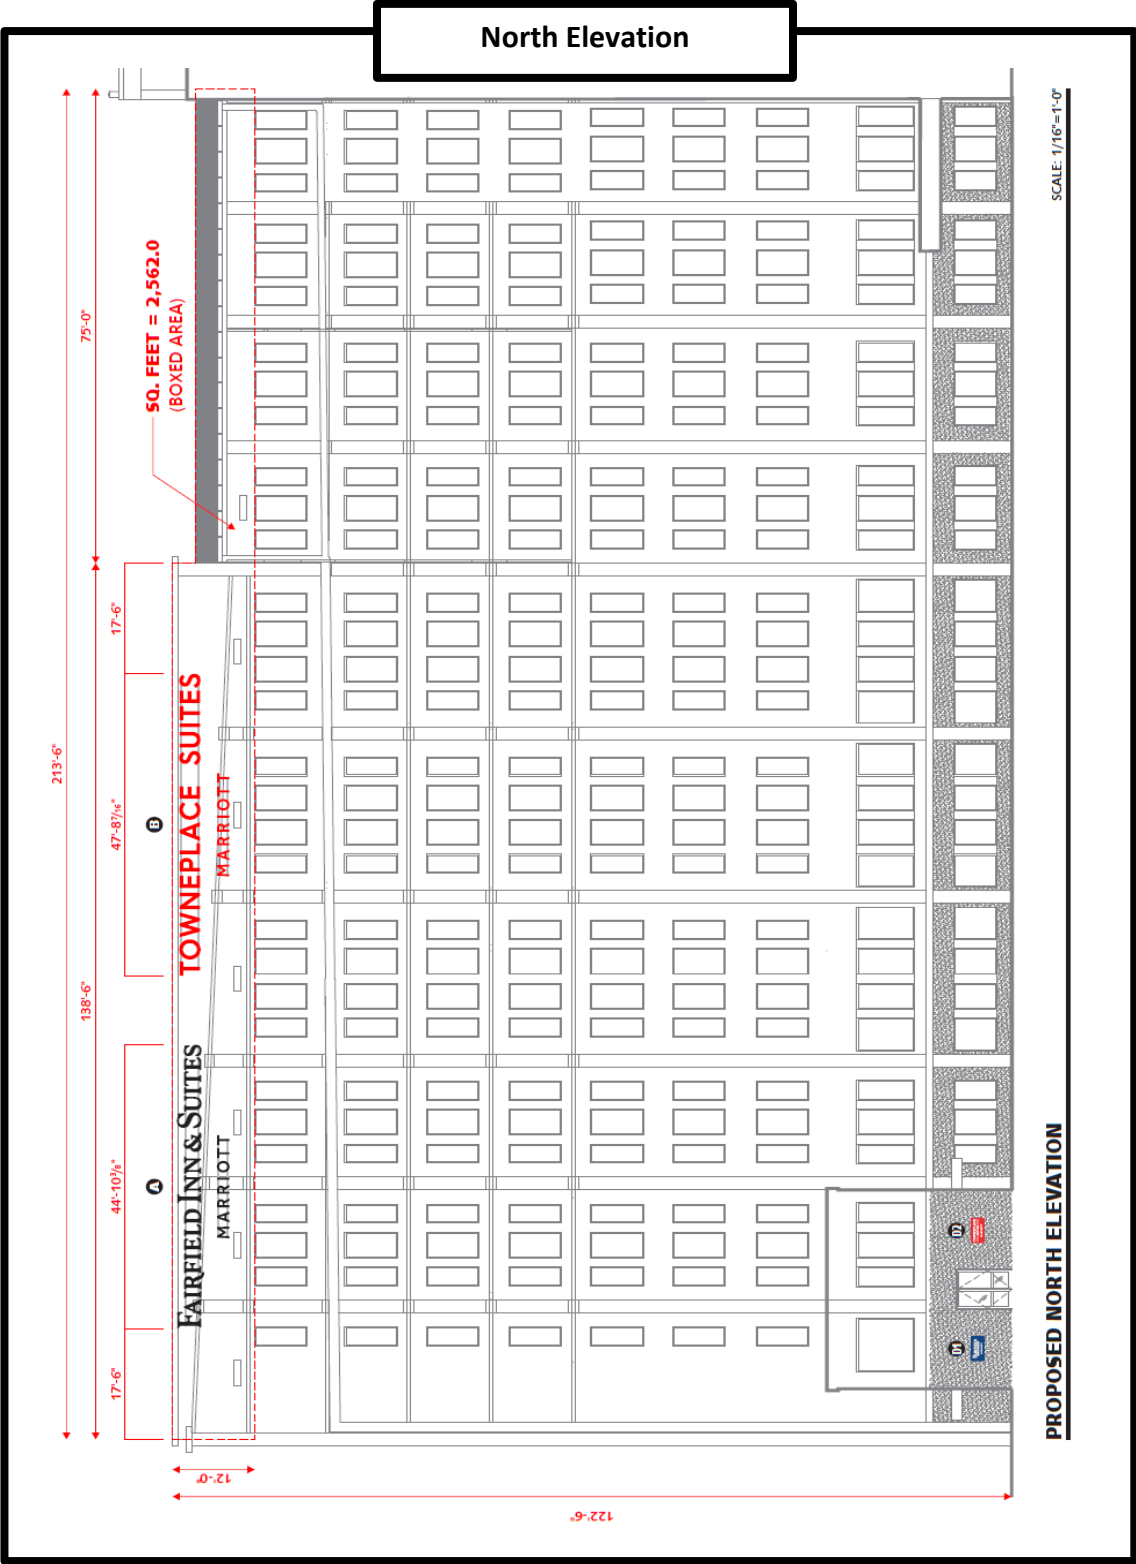 North Elevation
213'-6"
138'-6"
75'-0"
17'-6"
44'-10⅜"
47'-8⁷/₁₆"
17'-6"
A
B
SQ. FEET = 2,562.0
(BOXED AREA)
FAIRFIELD INN & SUITES
MARRIOTT
TOWNEPLACE SUITES
MARRIOTT
12'-0"
122'-6"
D1
D2
PROPOSED NORTH ELEVATION
SCALE: 1/16"=1'-0"